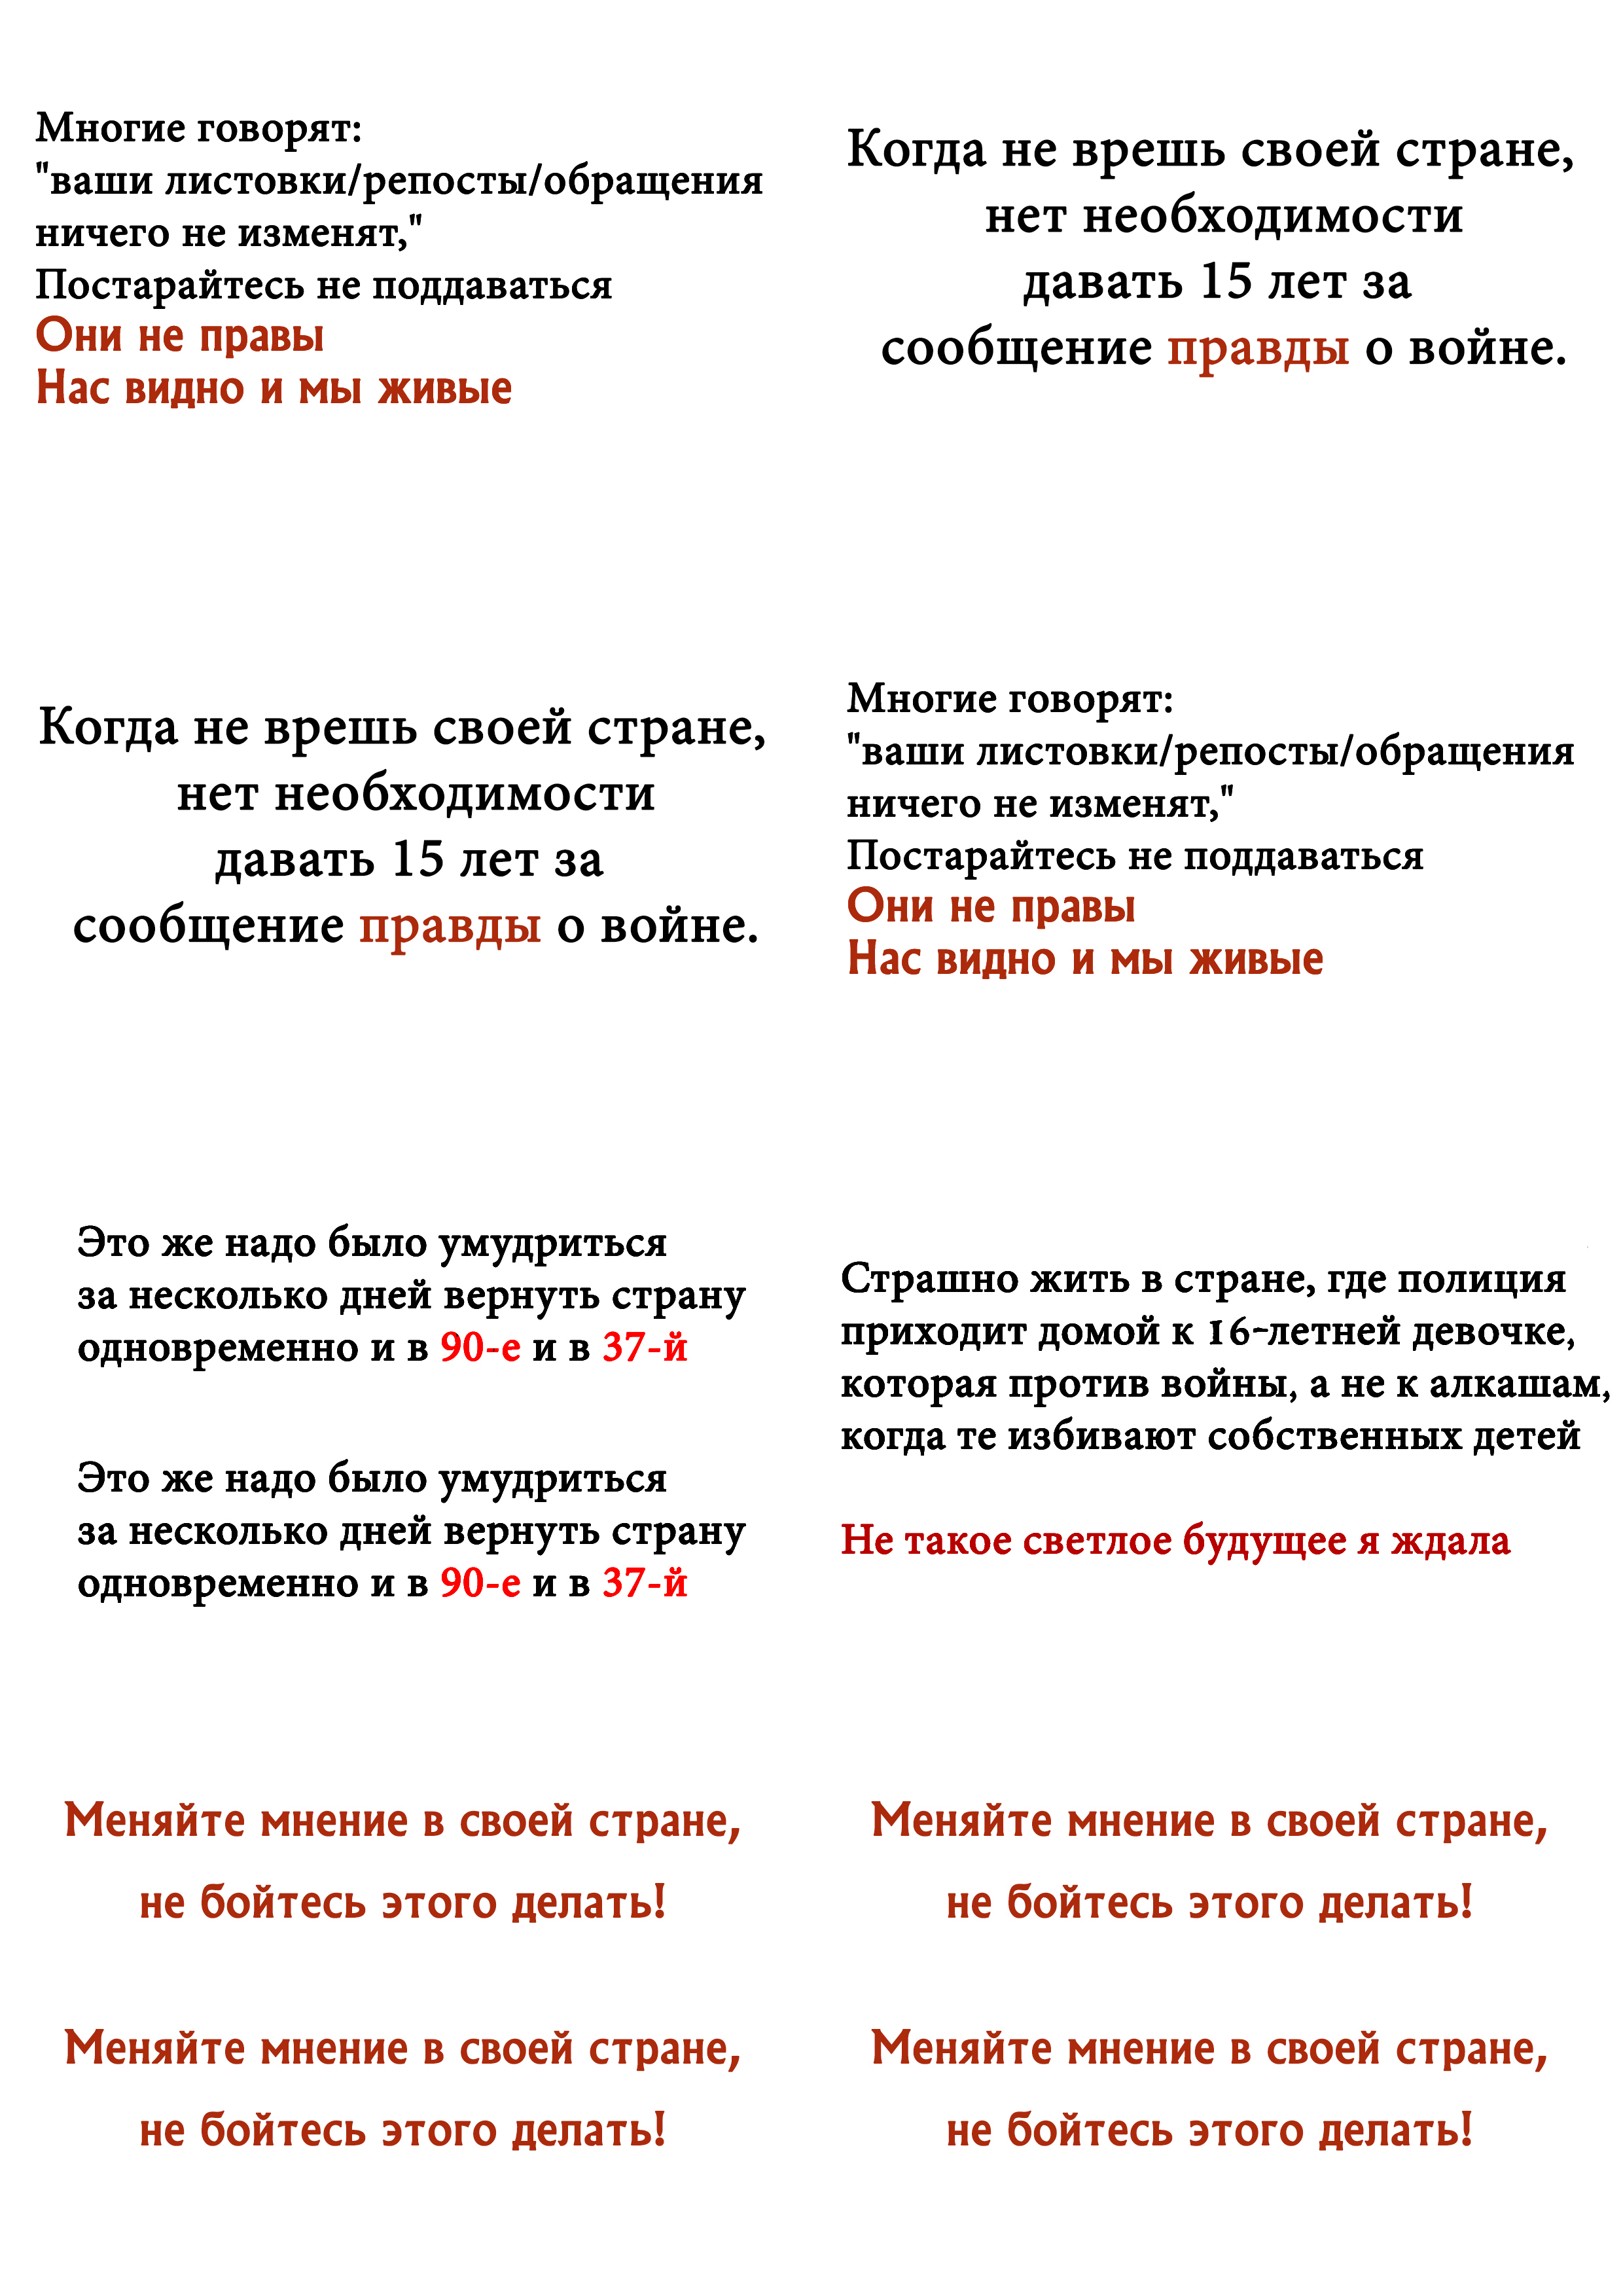 Многие говорят:
"ваши листовки/репосты/обращения
ничего не изменят,"
Постарайтесь не поддаваться
Они не правы
Нас видно и мы живые
Когда не врешь своей стране,
нет необходимости
давать 15 лет за
сообщение правды о войне.
Когда не врешь своей стране,
нет необходимости
давать 15 лет за
сообщение правды о войне.
Многие говорят:
"ваши листовки/репосты/обращения
ничего не изменят,"
Постарайтесь не поддаваться
Они не правы
Нас видно и мы живые
Это же надо было умудриться
за несколько дней вернуть страну
одновременно и в 90-е и в 37-й
Это же надо было умудриться
за несколько дней вернуть страну
одновременно и в 90-е и в 37-й
Страшно жить в стране, где полиция
приходит домой к 16-летней девочке,
которая против войны, а не к алкашам,
когда те избивают собственных детей
Не такое светлое будущее я ждала
Меняйте мнение в своей стране,
не бойтесь этого делать!
Меняйте мнение в своей стране,
не бойтесь этого делать!
Меняйте мнение в своей стране,
не бойтесь этого делать!
Меняйте мнение в своей стране,
не бойтесь этого делать!